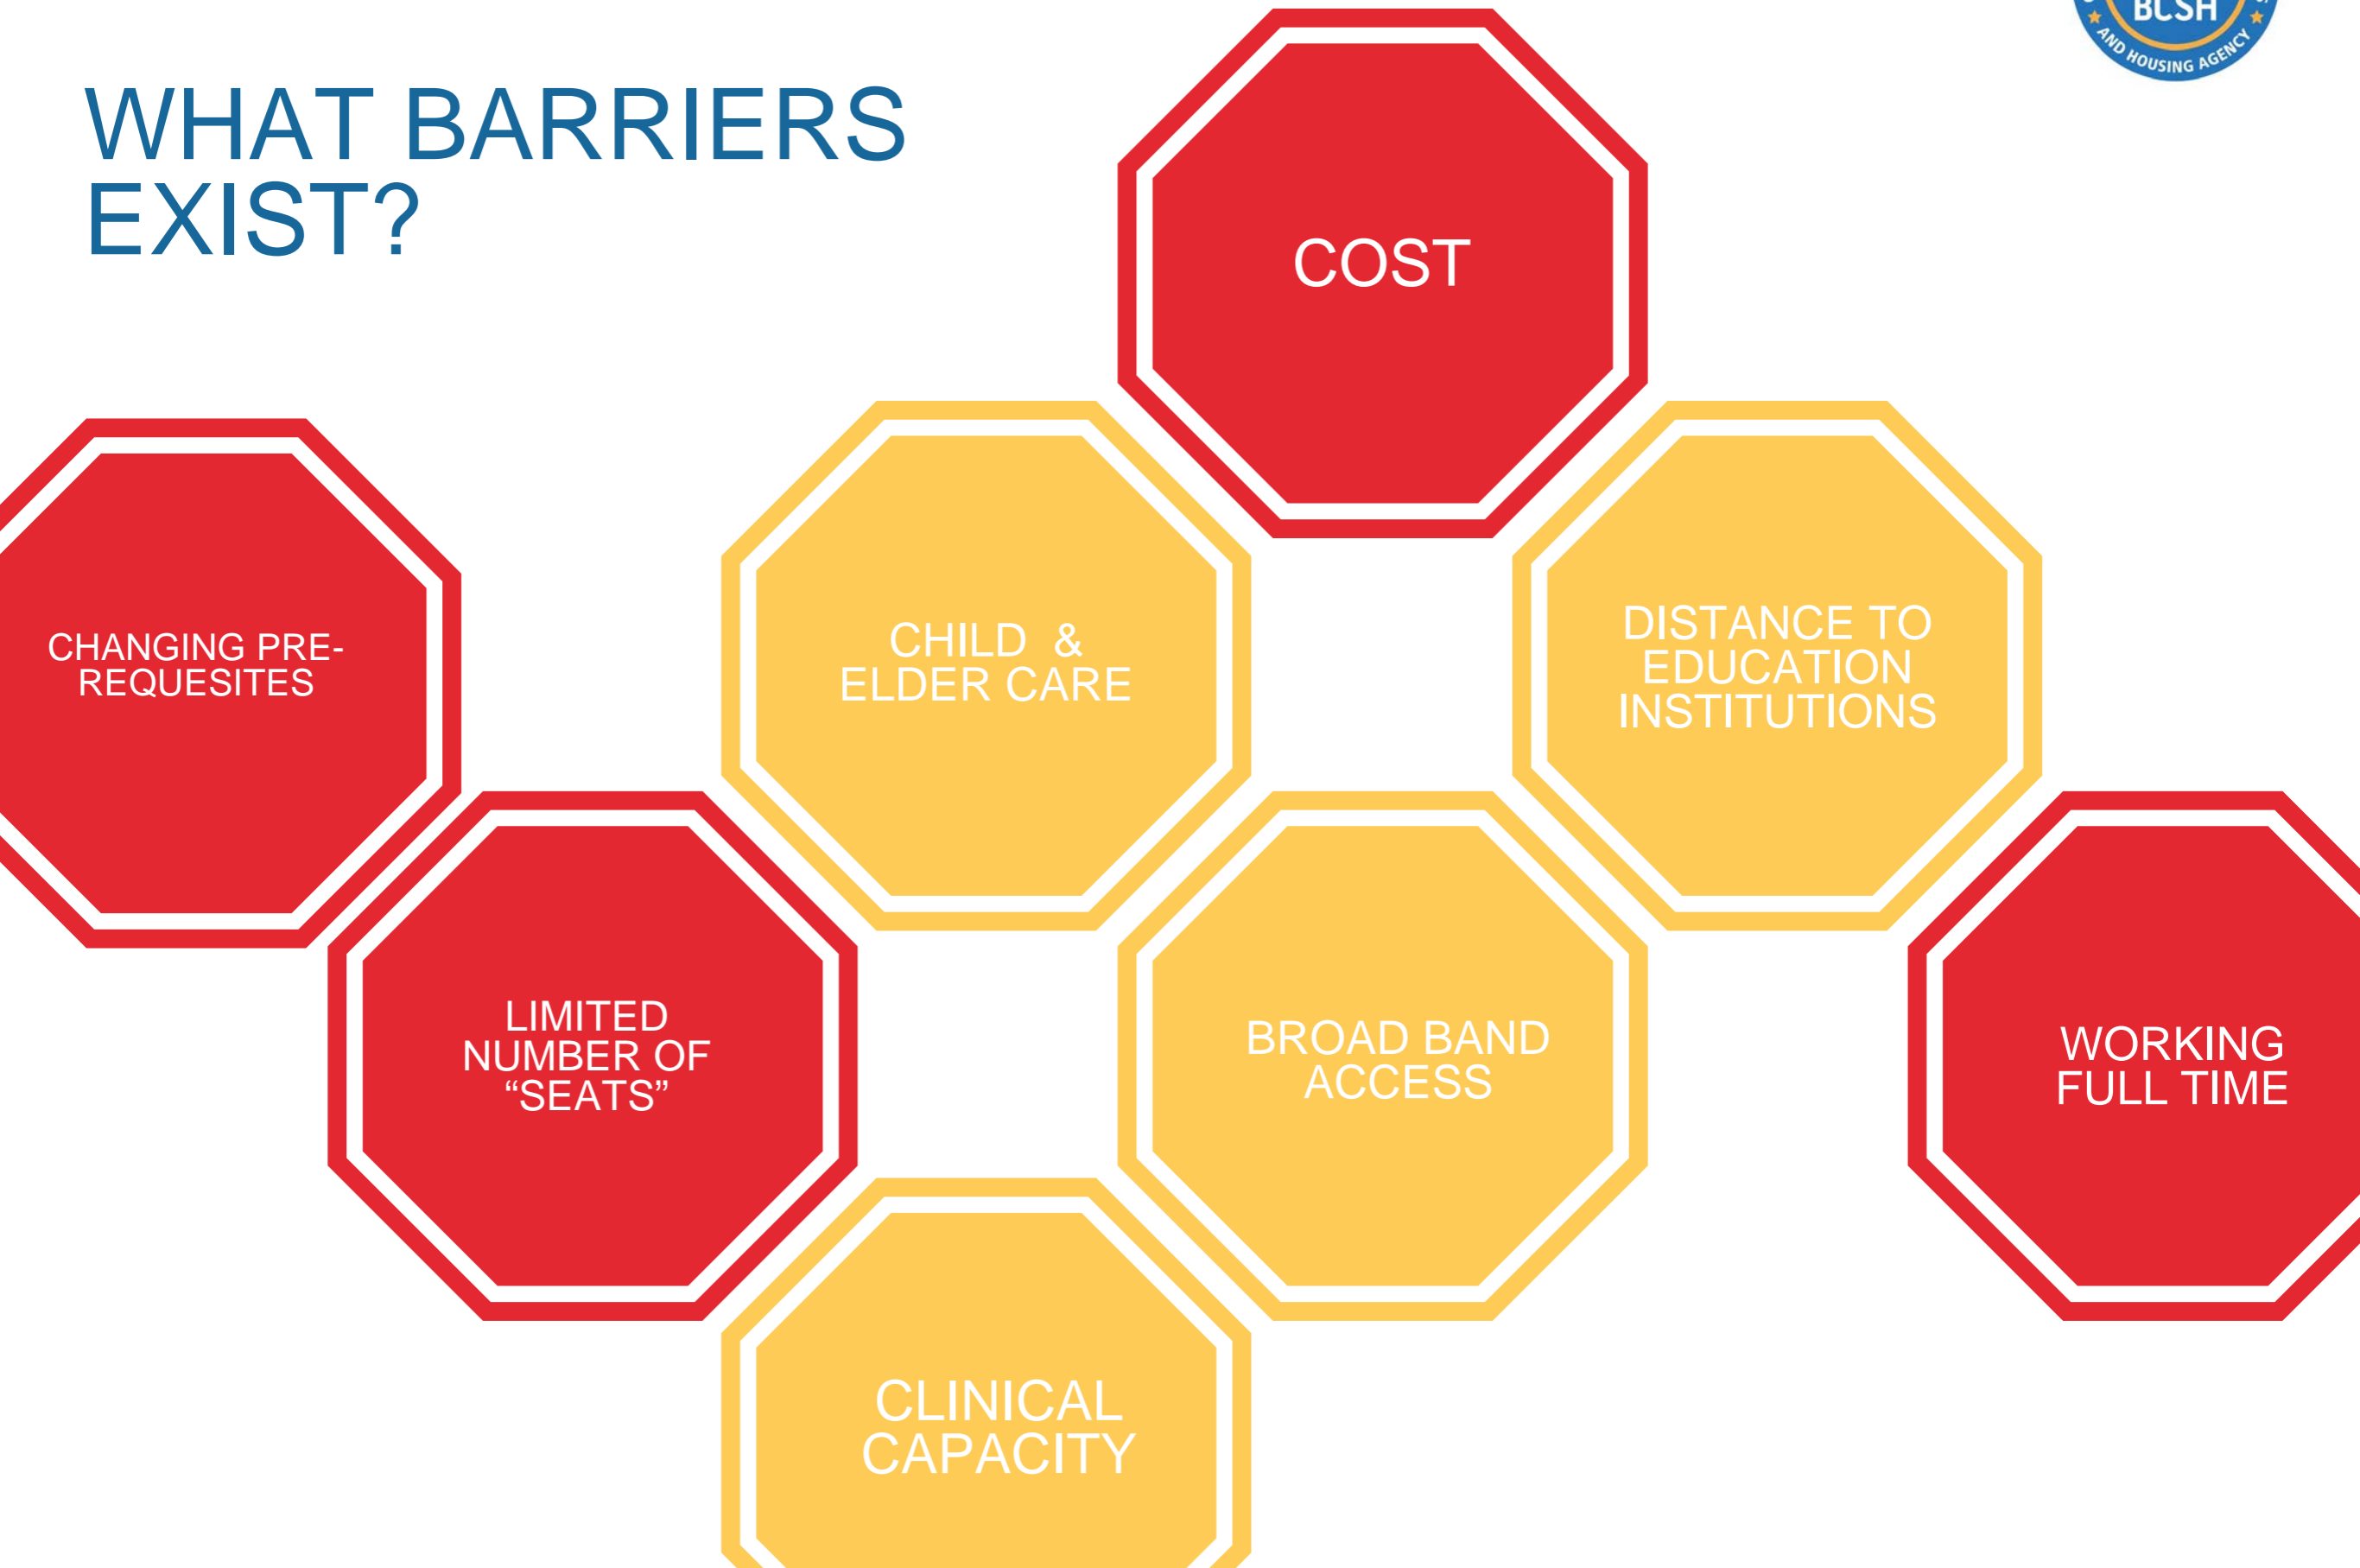 BCSH
AND HOUSING AGENCY
WHAT BARRIERS
EXIST?
COST
CHANGING PRE-
REQUESITES
CHILD &
ELDER CARE
DISTANCE TO
EDUCATION
INSTITUTIONS
LIMITED
NUMBER OF
“SEATS”
BROAD BAND
ACCESS
WORKING
FULL TIME
CLINICAL
CAPACITY